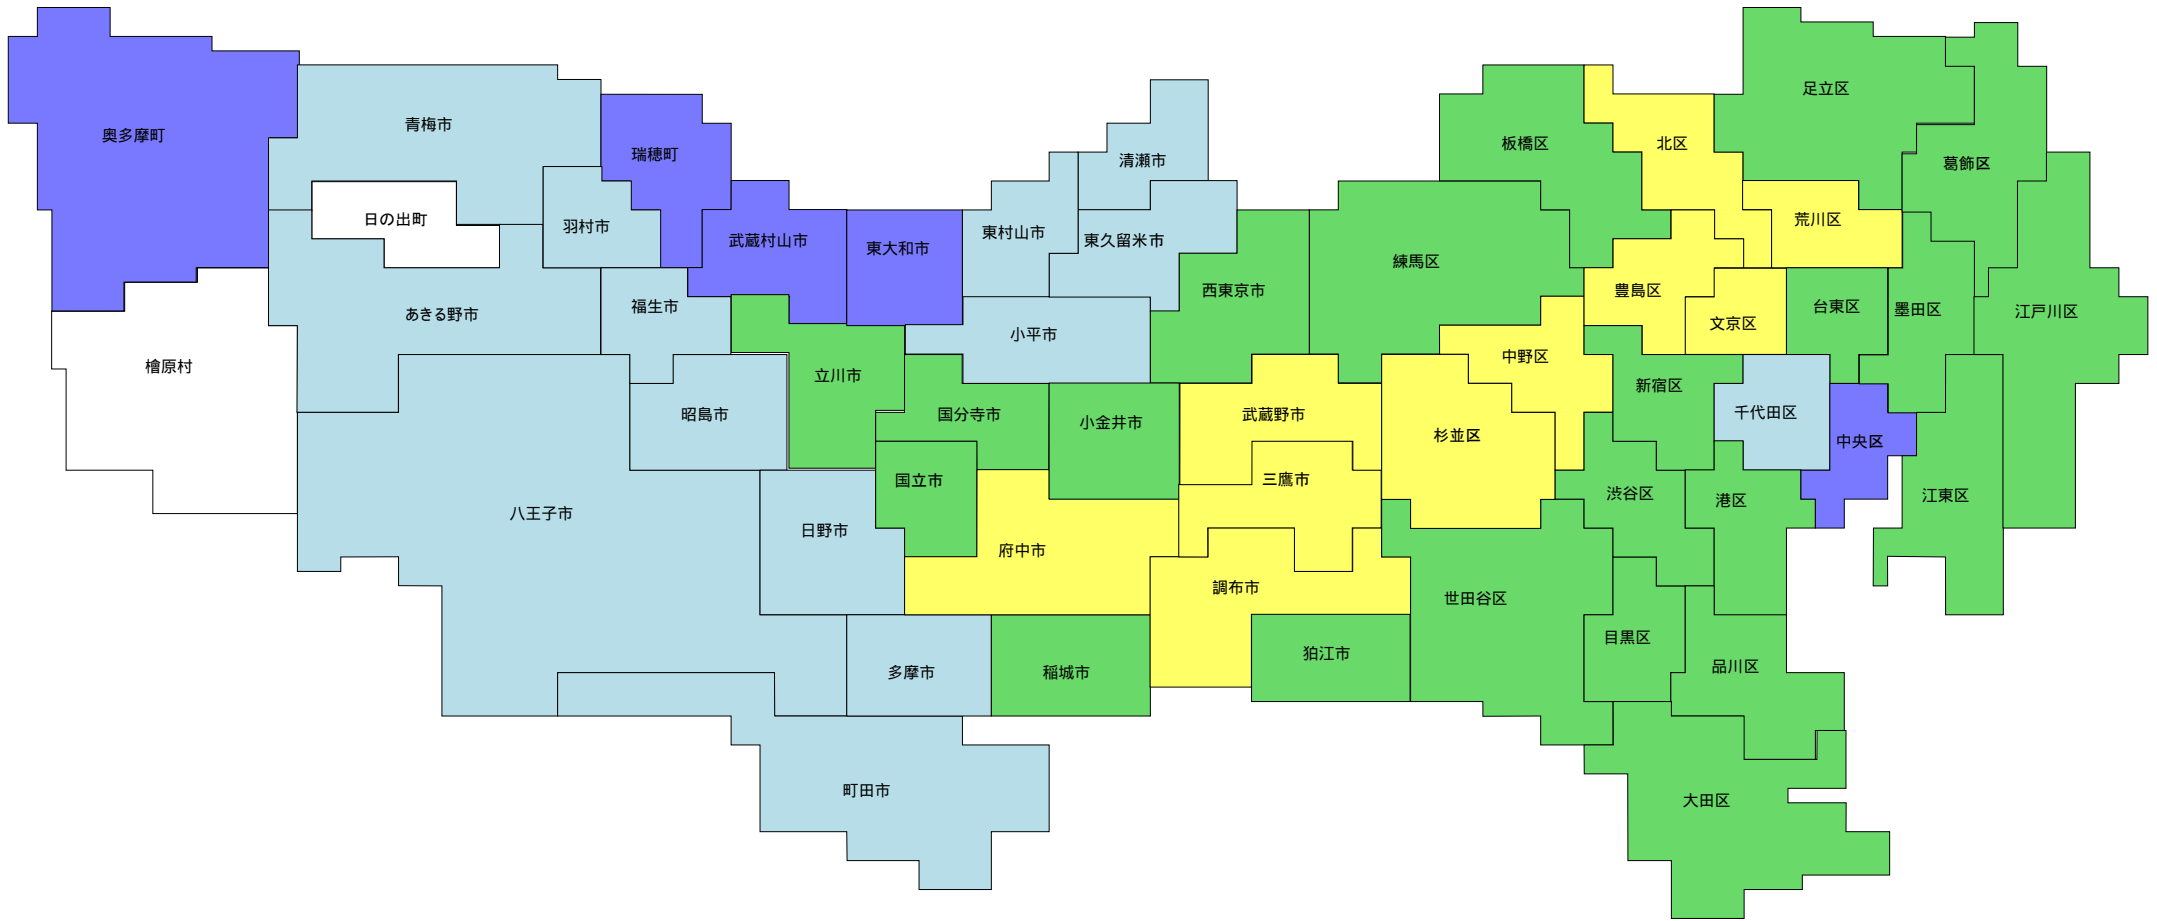 足立区
奥多摩町
青梅市
瑞穂町
清瀬市
板橋区
北区
葛飾区
日の出町
羽村市
武蔵村山市
東大和市
東村山市
東久留米市
荒川区
練馬区
西東京市
豊島区
あきる野市
福生市
小平市
文京区
台東区
墨田区
江戸川区
檜原村
立川市
中野区
新宿区
昭島市
国分寺市
小金井市
武蔵野市
杉並区
千代田区
中央区
国立市
三鷹市
渋谷区
港区
江東区
八王子市
日野市
府中市
調布市
世田谷区
目黒区
多摩市
稲城市
狛江市
品川区
町田市
大田区